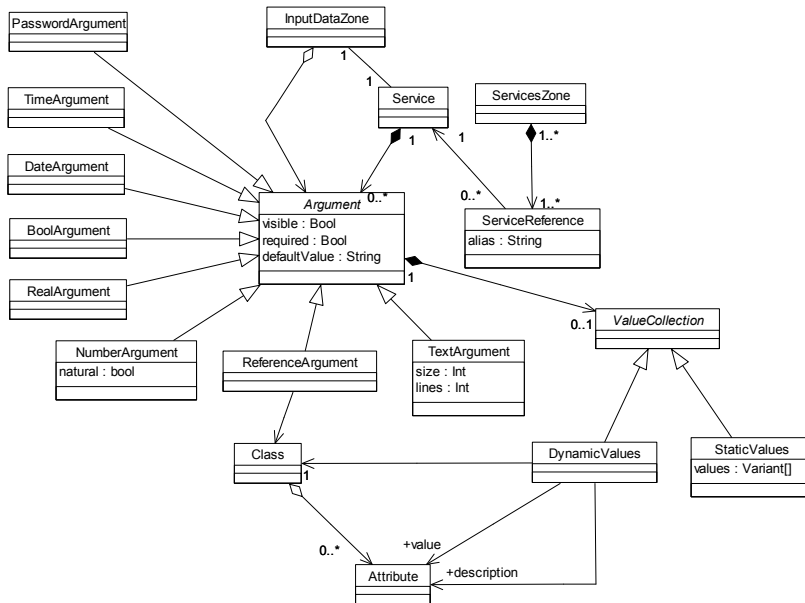 PasswordArgument
InputDataZone
1
1
TimeArgument
Service
1
ServicesZone
1..*
1
DateArgument
0..*
Argument
visible : Bool
required : Bool
defaultValue : String
1
0..*
1..*
ServiceReference
alias : String
BoolArgument
RealArgument
NumberArgument
natural : bool
ReferenceArgument
TextArgument
size : Int
lines : Int
0..1
ValueCollection
Class
1
DynamicValues
StaticValues
values : Variant[]
0..*
+value
+description
Attribute